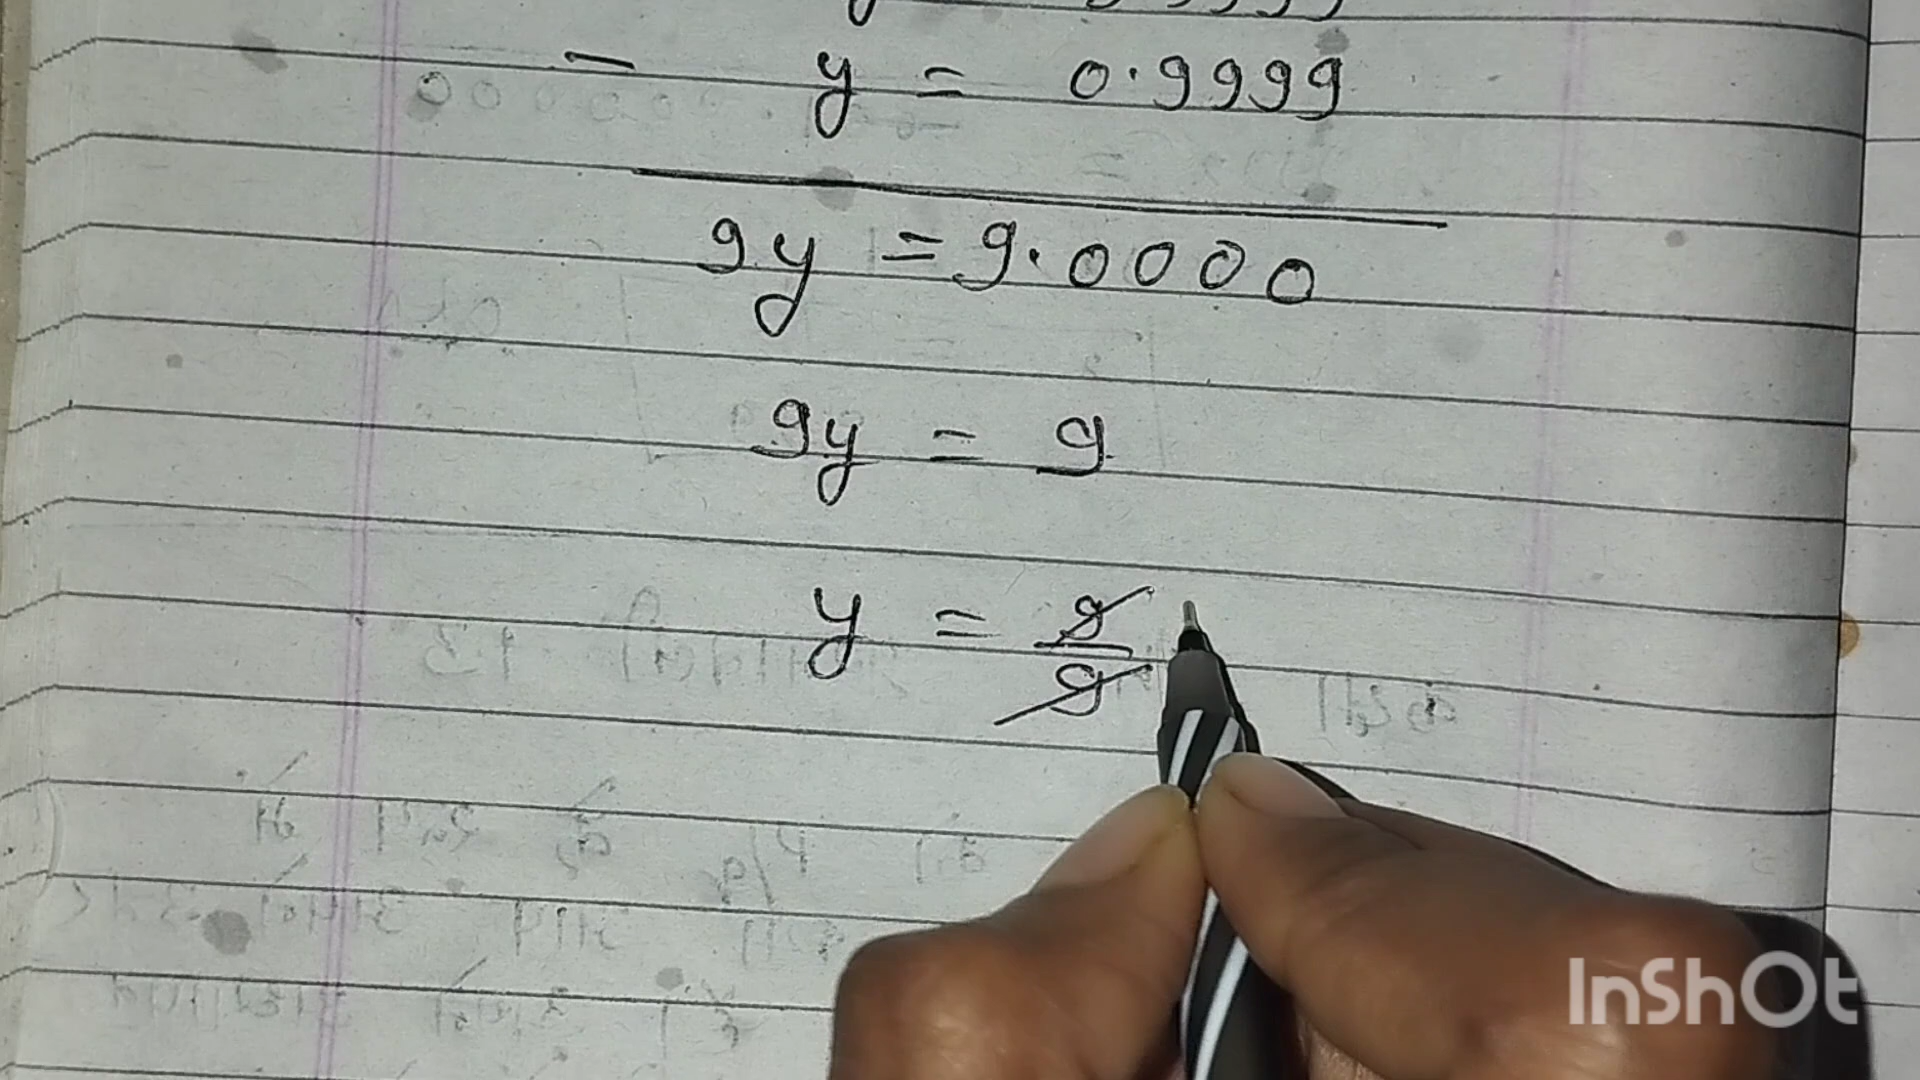 - y = 0.9999
9y = 9.0000
9y = 9
y = 9/9
InShOt